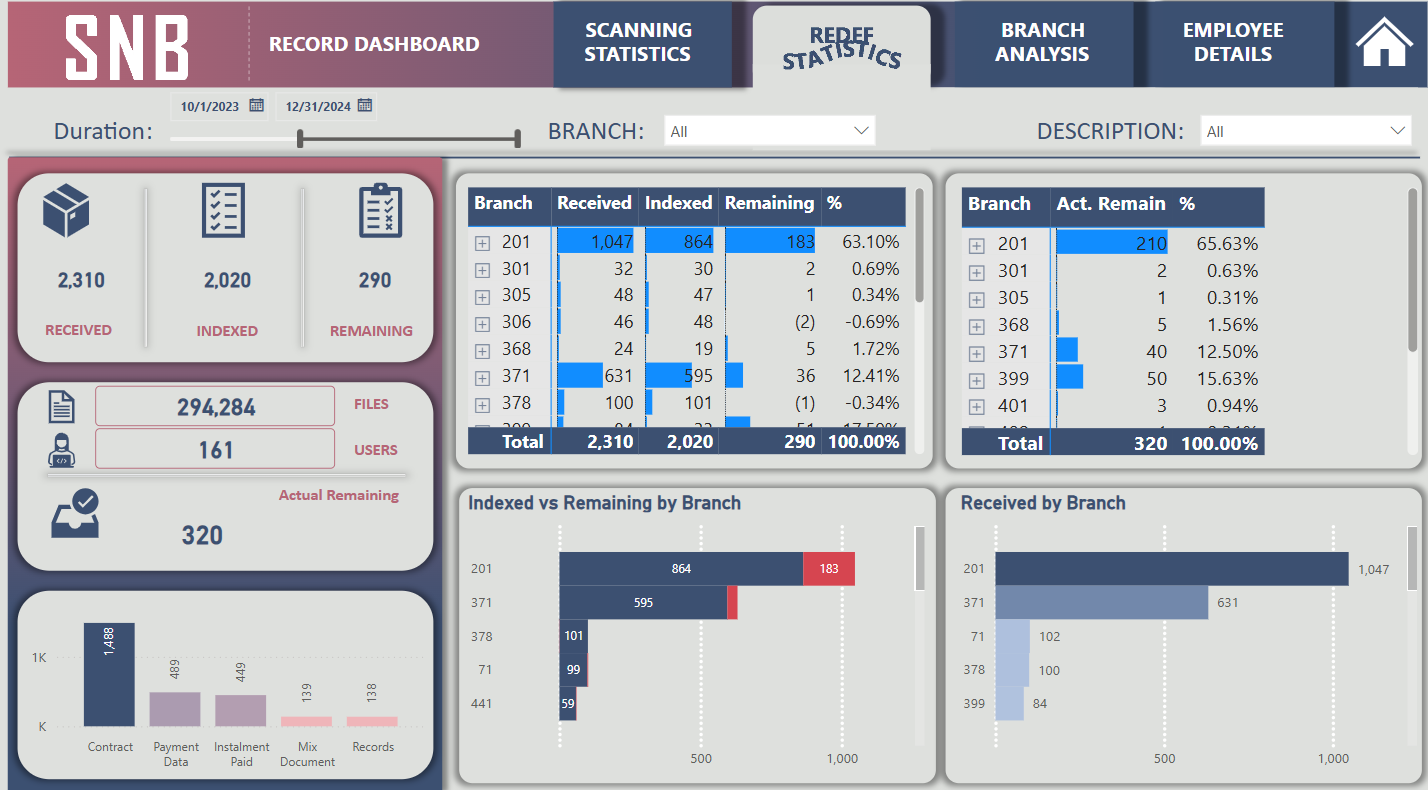 SNB
RECORD DASHBOARD
SCANNING
STATISTICS
REDEF
STATISTICS
BRANCH
ANALYSIS
EMPLOYEE
DETAILS
Duration:
10/1/2023
12/31/2024
BRANCH:
All
DESCRIPTION:
All
2,310
2,020
290
RECEIVED
INDEXED
REMAINING
294,284
FILES
161
USERS
Actual Remaining
320
1K
K
1,488
489
449
139
138
Contract
Payment
Data
Instalment
Paid
Mix
Document
Records
Branch Received Indexed Remaining %
201 1,047 864 183 63.10%
301 32 30 2 0.69%
305 48 47 1 0.34%
306 46 48 (2) -0.69%
368 24 19 5 1.72%
371 631 595 36 12.41%
378 100 101 (1) -0.34%
Total 2,310 2,020 290 100.00%
Branch Act. Remain %
201 210 65.63%
301 2 0.63%
305 1 0.31%
368 5 1.56%
371 40 12.50%
399 50 15.63%
401 3 0.94%
Total 320 100.00%
Indexed vs Remaining by Branch
201 864 183
371 595
378 101
71 99
441 59
500 1,000
Received by Branch
201 1,047
371 631
71 102
378 100
399 84
500 1,000